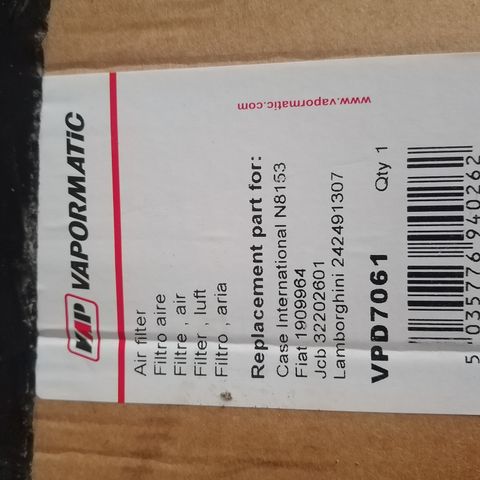 VAP VAPORMATIC
www.vapormatic.com
Air filter
Filtro aire
Filtre , air
Filter , luft
Filtro , aria
Replacement part for:
Case International N8153
Fiat 1909964
Jcb 32202601
Lamborghini 242491307
VPD7061
Qty 1
5 035776 940262